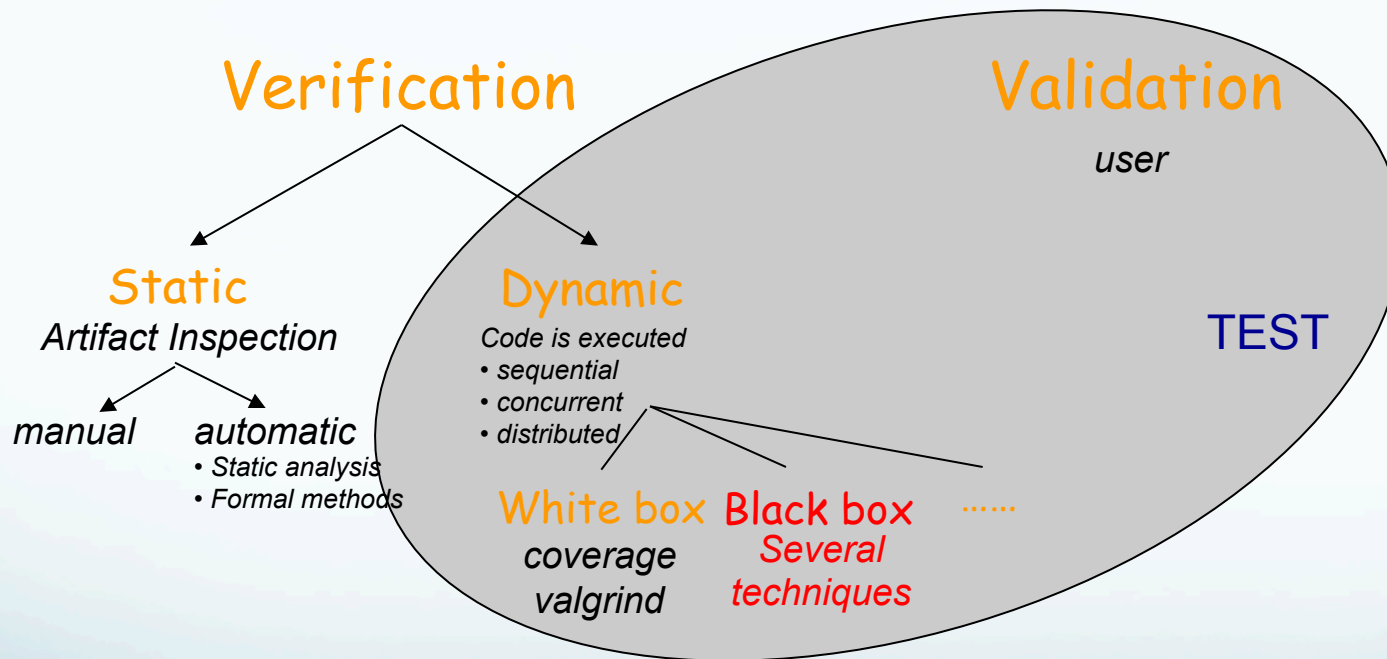 Verification
Validation
user
Static
Artifact Inspection
manual
automatic
• Static analysis
• Formal methods
Dynamic
Code is executed
• sequential
• concurrent
• distributed
TEST
White box
coverage
valgrind
Black box
Several
techniques
......